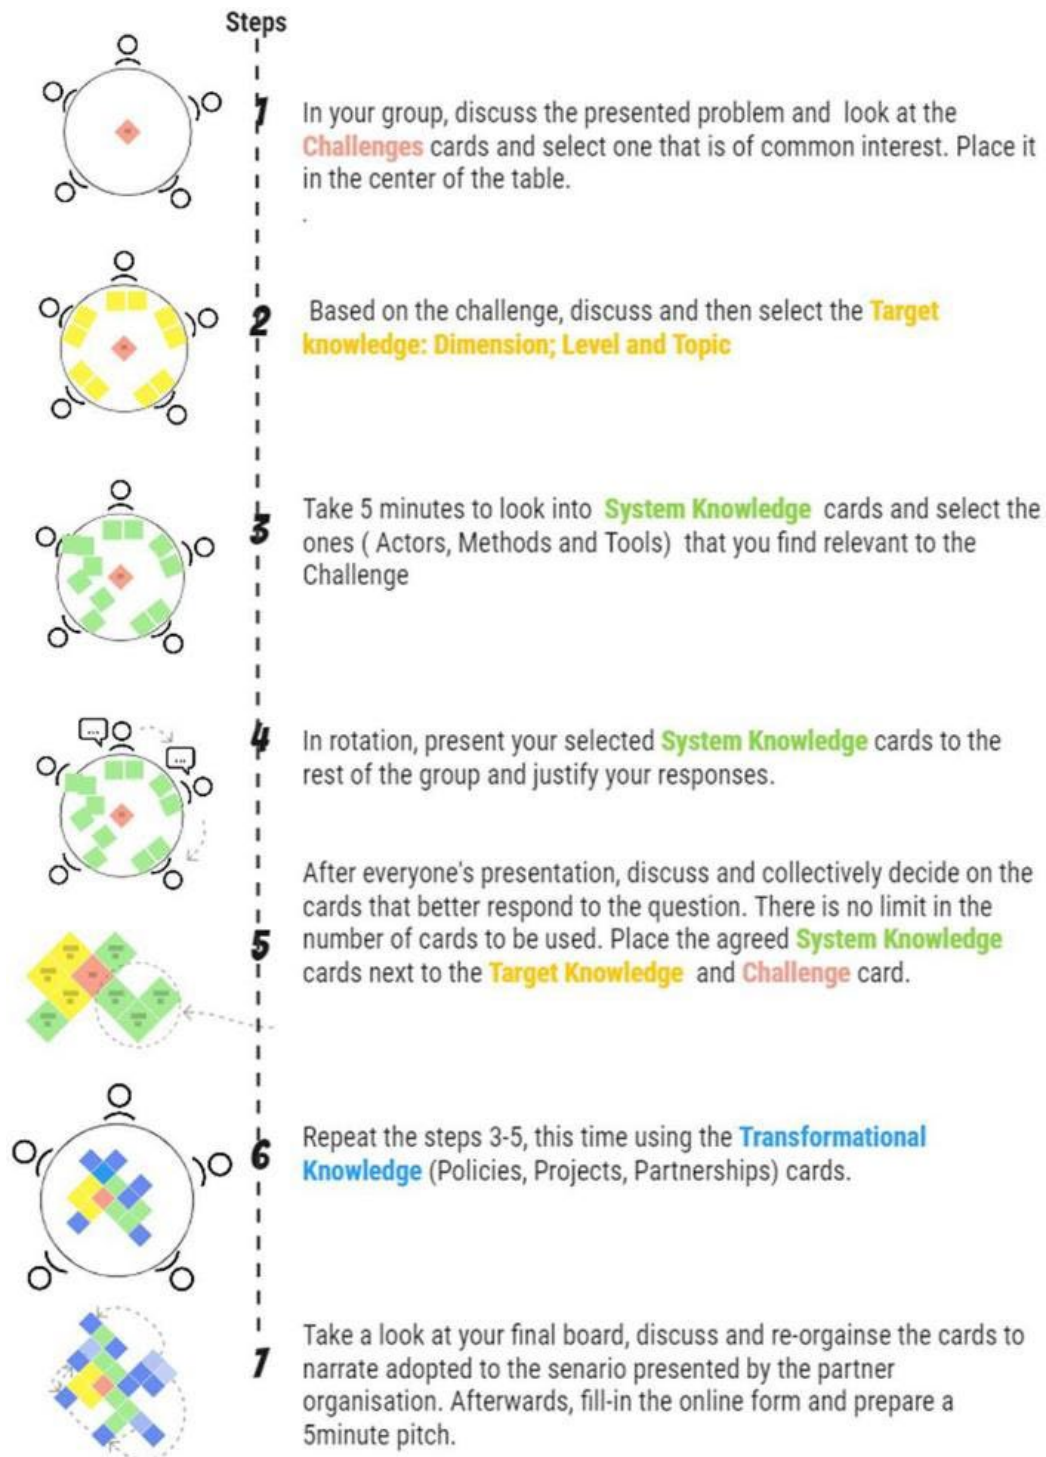 Steps
1
In your group, discuss the presented problem and look at the
Challenges cards and select one that is of common interest. Place it
in the center of the table.
.
2
Based on the challenge, discuss and then select the Target
knowledge: Dimension; Level and Topic
3
Take 5 minutes to look into System Knowledge cards and select the
ones ( Actors, Methods and Tools) that you find relevant to the
Challenge
...
...
4
In rotation, present your selected System Knowledge cards to the
rest of the group and justify your responses.
5
After everyone's presentation, discuss and collectively decide on the
cards that better respond to the question. There is no limit in the
number of cards to be used. Place the agreed System Knowledge
cards next to the Target Knowledge and Challenge card.
6
Repeat the steps 3-5, this time using the Transformational
Knowledge (Policies, Projects, Partnerships) cards.
7
Take a look at your final board, discuss and re-orgainse the cards to
narrate adopted to the senario presented by the partner
organisation. Afterwards, fill-in the online form and prepare a
5minute pitch.